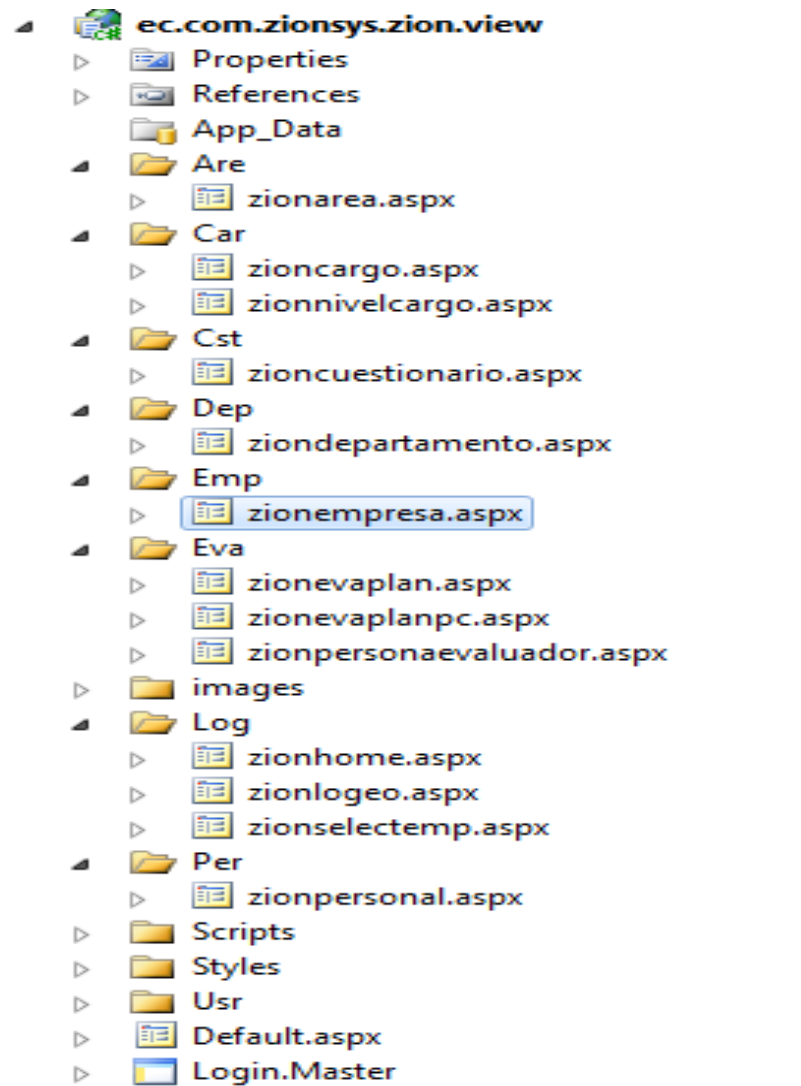 ec.com.zionsys.zion.view
Properties
References
App_Data
Are
zionarea.aspx
Car
zioncargo.aspx
zionnivelcargo.aspx
Cst
zioncuestionario.aspx
Dep
ziondepartamento.aspx
Emp
zionempresa.aspx
Eva
zionevaplan.aspx
zionevaplanpc.aspx
zionpersonaevaluador.aspx
images
Log
zionhome.aspx
zionlogeo.aspx
zionselectemp.aspx
Per
zionpersonal.aspx
Scripts
Styles
Usr
Default.aspx
Login.Master